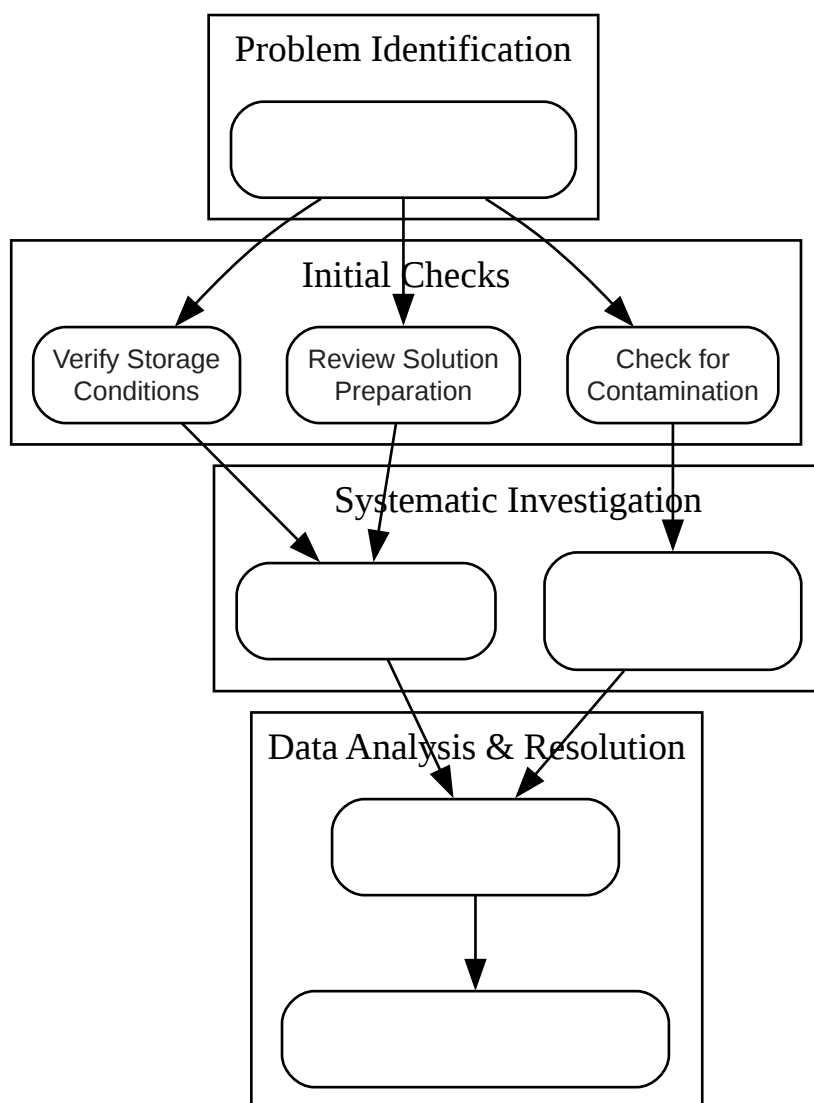 Problem Identification
Initial Checks
Verify Storage
Conditions
Review Solution
Preparation
Check for
Contamination
Systematic Investigation
Data Analysis & Resolution